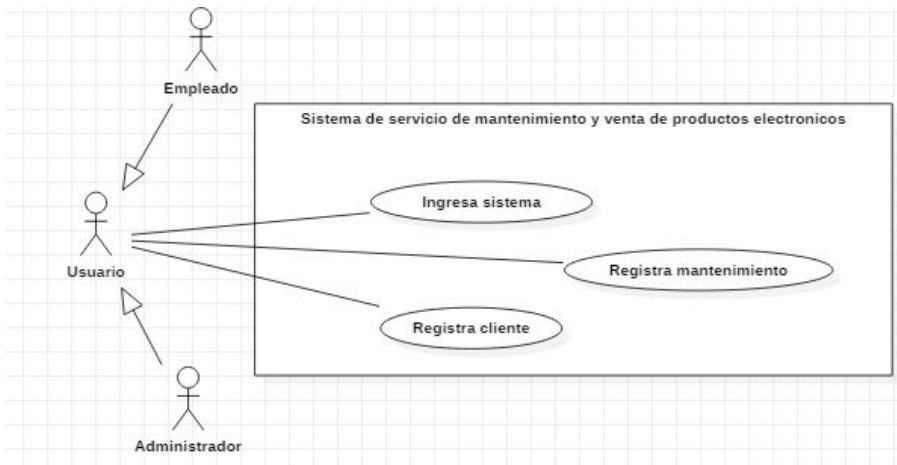 Empleado
Sistema de servicio de mantenimiento y venta de productos electronicos
Ingresa sistema
Usuario
Registra mantenimiento
Registra cliente
Administrador